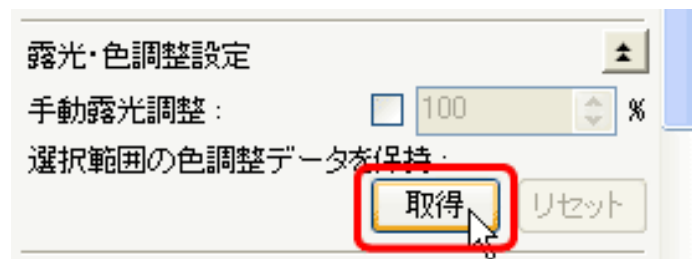 露光・色調整設定
手動露光調整： 100 %
選択範囲の色調整データを保持：
取得 リセット